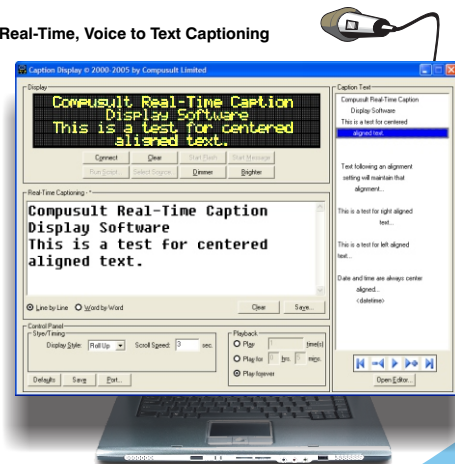 Real-Time, Voice to Text Captioning
Caption Display © 2000-2005 by Compusult Limited
Display
Compusult Real-Time Caption
Display Software
This is a test for centered
aligned text.
Connect
Clear
Start Flash
Start Message
Run Script...
Select Source
Dimmer
Brighter
Real-Time Captioning - "
Compusult Real-Time Caption
Display Software
This is a test for centered
aligned text.
Line by Line
Word by Word
Clear
Save...
Control Panel
Stye/Timing
Display Style:
Roll Up
Scroll Speed:
3
sec.
Defaults
Save
Port...
Playback
Play
1
time(s)
Play for
0
hrs.
1
mins.
Play forever
Caption Text
Compusult Real-Time Caption
Display Software
This is a test for centered
aligned text.
Text following an alignment
setting will maintain that
alignment...
This is a test for right aligned
text...
This is a test for left aligned
text...
Date and time are always center
aligned...
<datetime>
Open Editor...